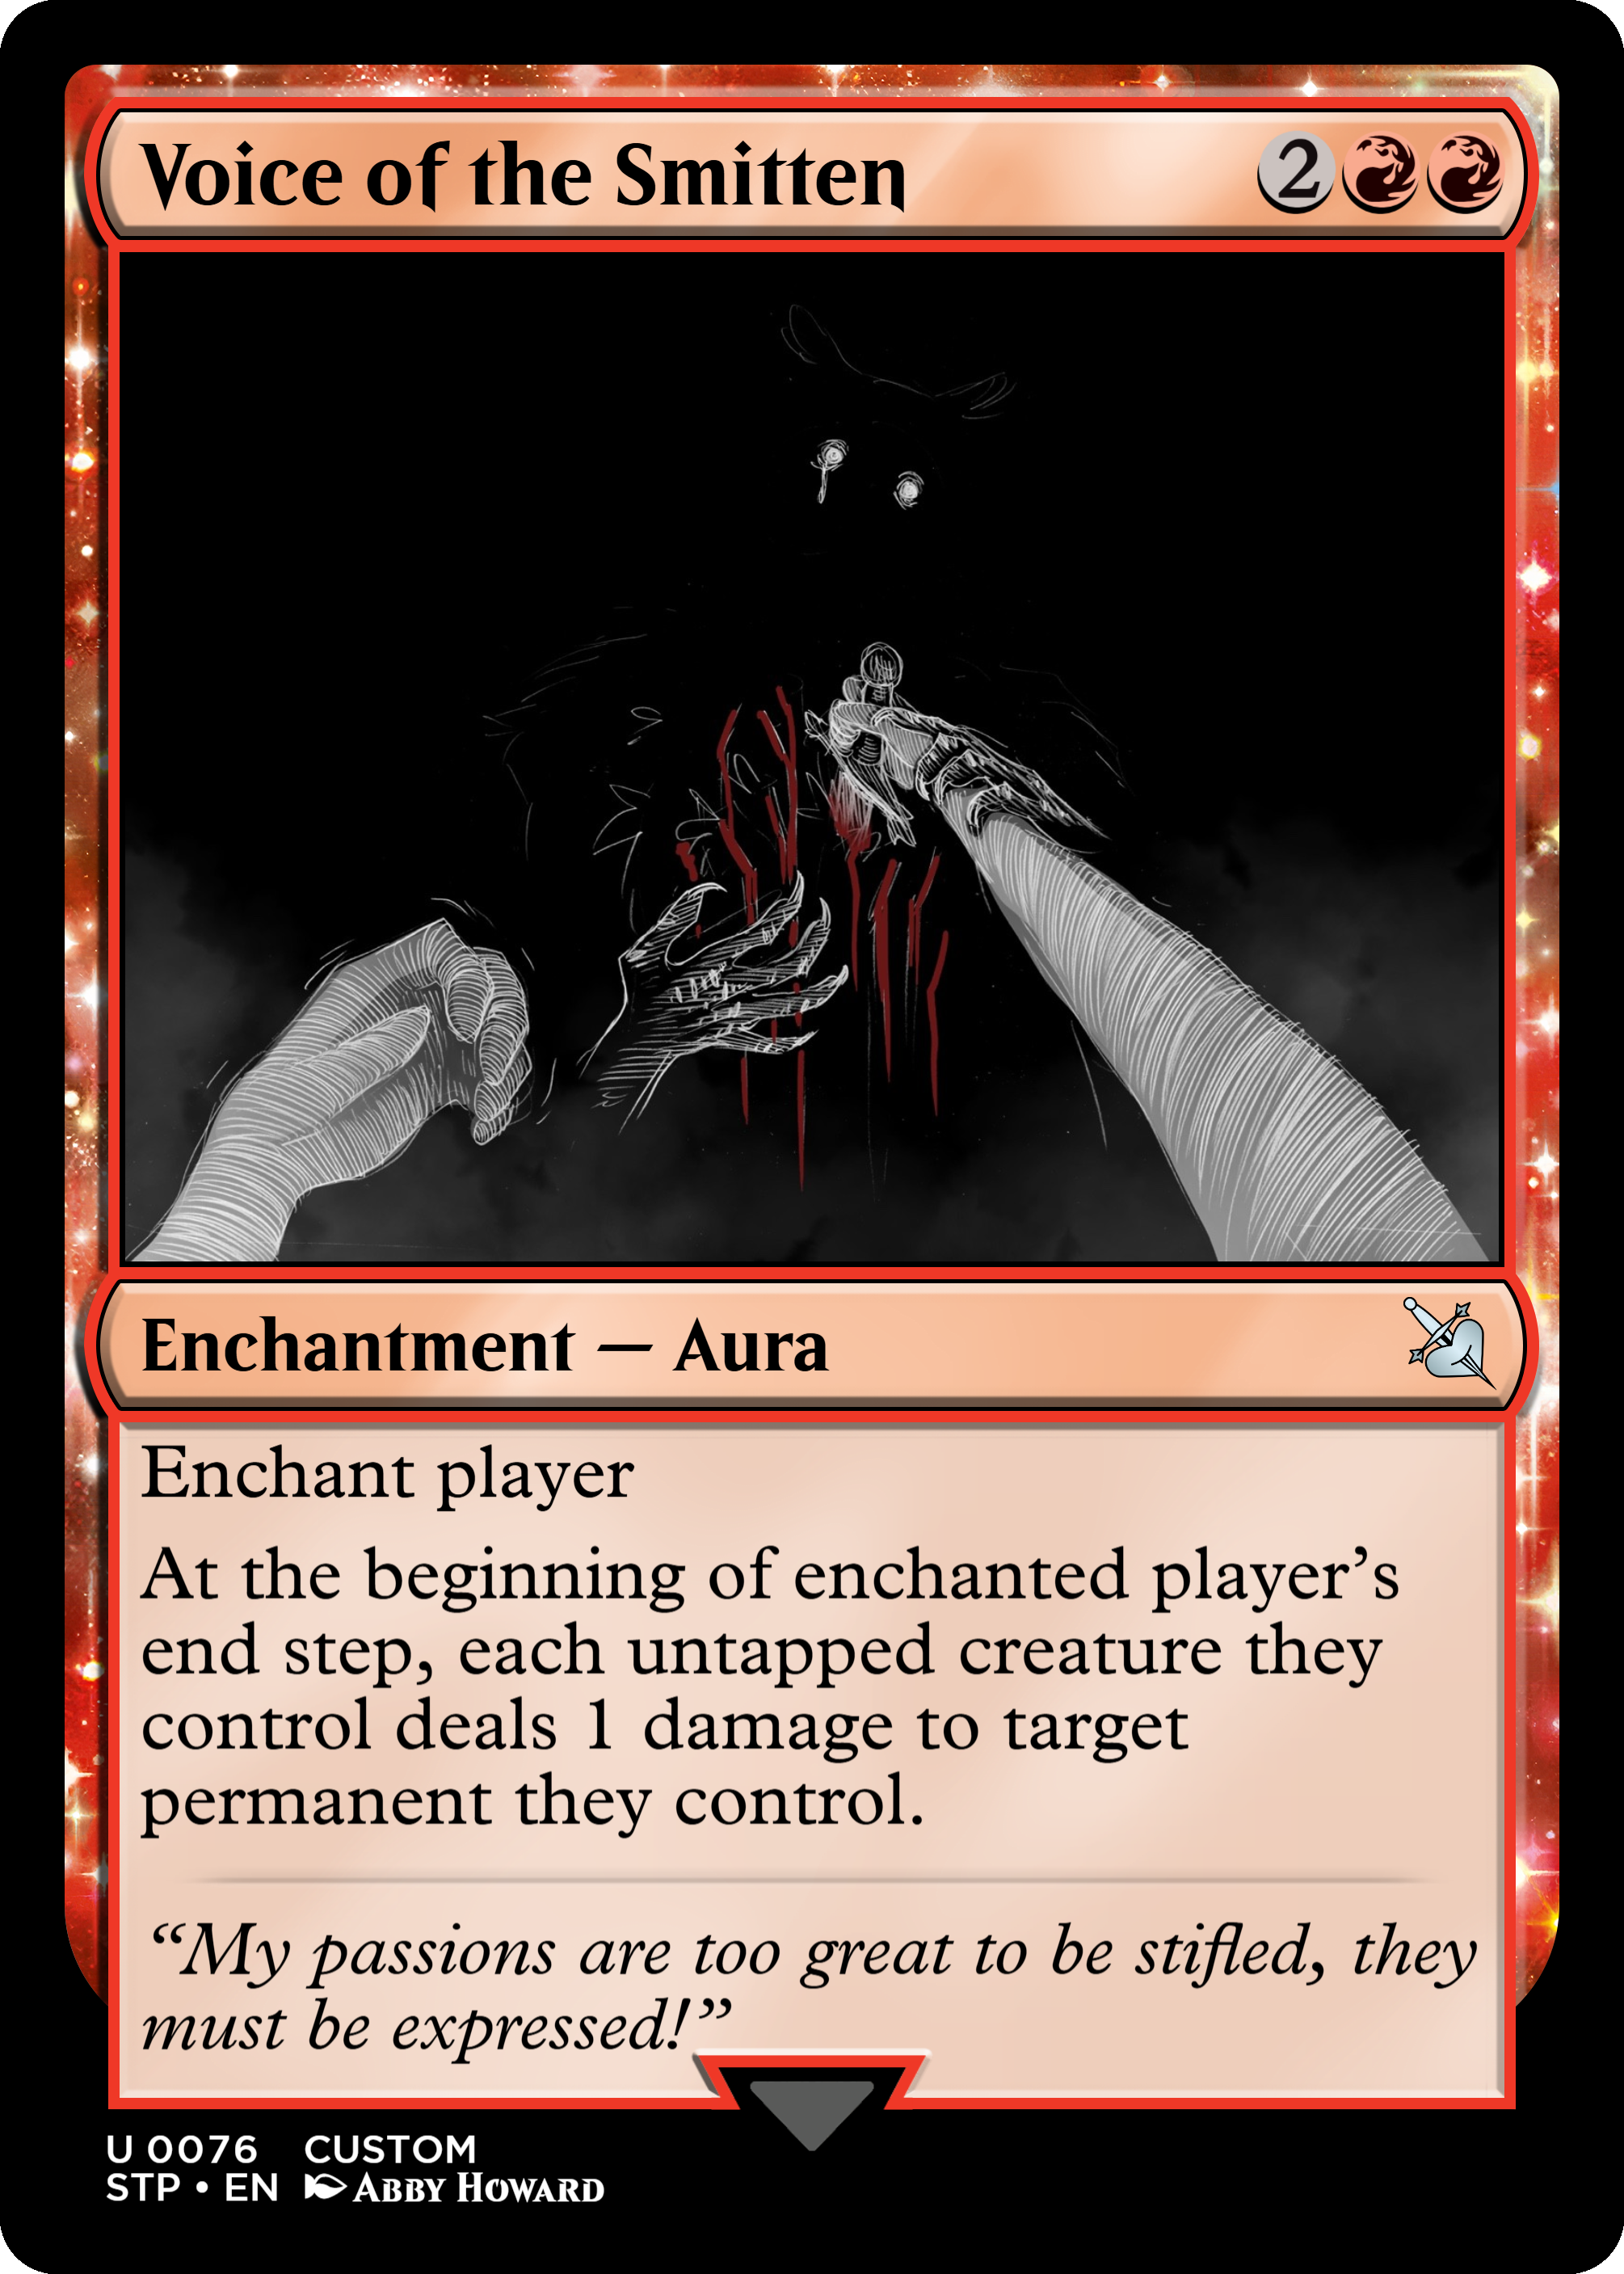 Voice of the Smitten 2
Enchantment — Aura
Enchant player
At the beginning of enchanted player’s
end step, each untapped creature they
control deals 1 damage to target
permanent they control.
“My passions are too great to be stifled, they
must be expressed!”
U 0076 CUSTOM
STP • EN ABBY HOWARD